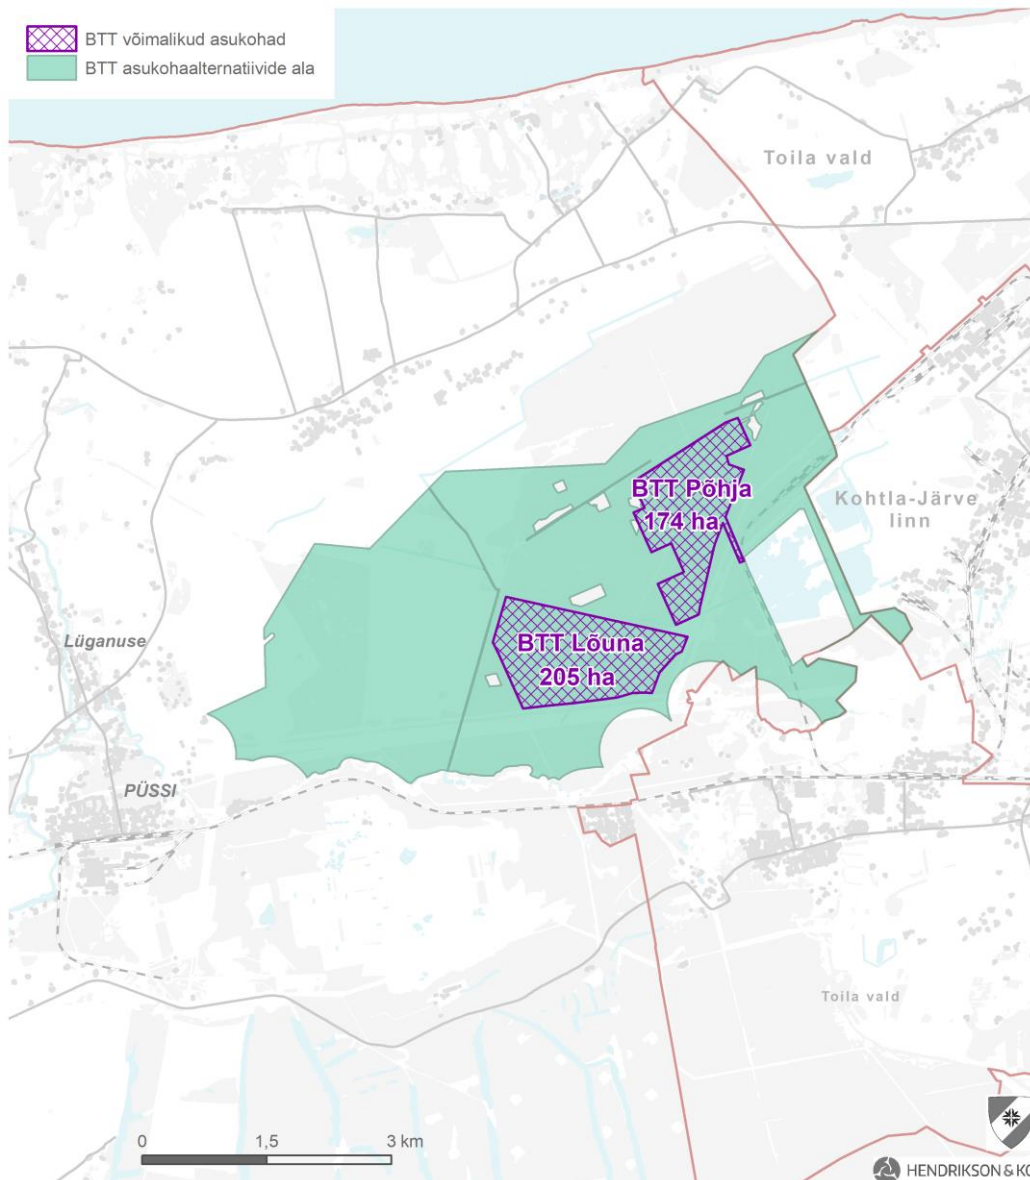 BTT võimalikud asukohad
BTT asukohaalternatiivide ala
Toila vald
BTT Põhja
174 ha
Kohtla-Järve
linn
Lüganuse
BTT Lõuna
205 ha
PÜSSI
Toila vald
0 1,5 3 km
HENDRIKSON & KO